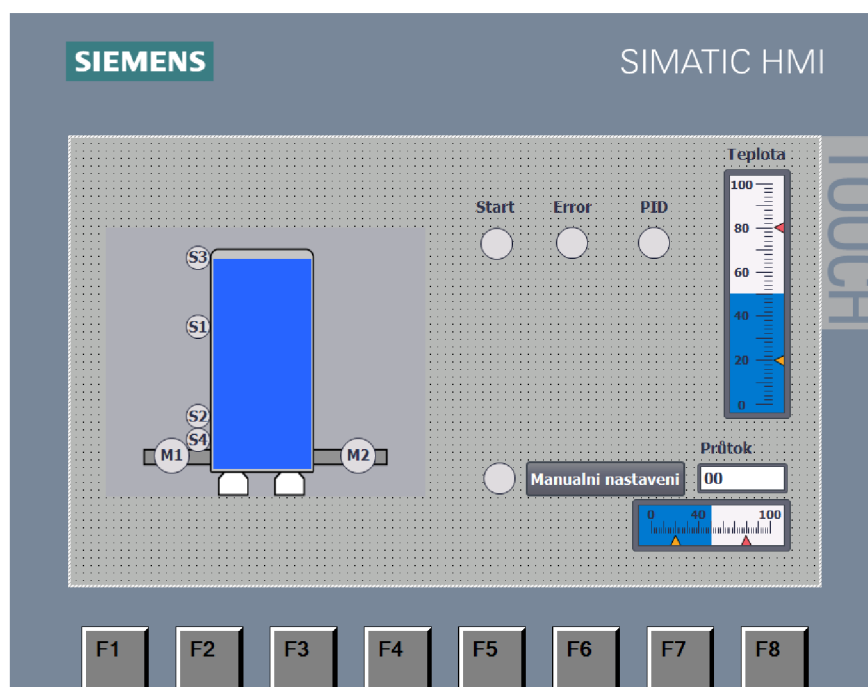 SIEMENS
SIMATIC HMI
TOUCH
Teplota
100
80
60
40
20
0
Start
Error
PID
S3
S1
S2
S4
M1
M2
Průtok
Manualni nastaveni
00
0
40
100
F1
F2
F3
F4
F5
F6
F7
F8